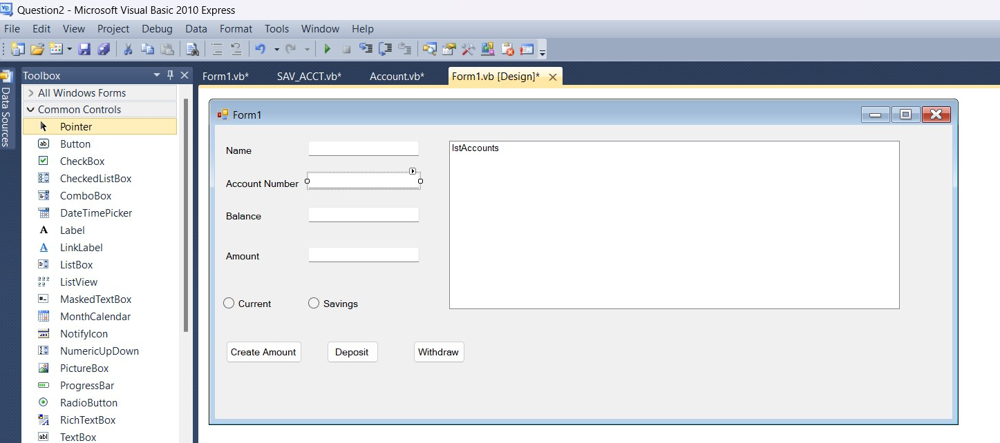 Question2 - Microsoft Visual Basic 2010 Express
File Edit View Project Debug Data Format Tools Window Help
Data Sources
Toolbox
Form1.vb* SAV_ACCT.vb* Account.vb* Form1.vb [Design]*
All Windows Forms
Common Controls
Pointer
Button
CheckBox
CheckedListBox
ComboBox
DateTimePicker
Label
LinkLabel
ListBox
ListView
MaskedTextBox
MonthCalendar
NotifyIcon
NumericUpDown
PictureBox
ProgressBar
RadioButton
RichTextBox
TextBox
Form1
Name
Account Number
Balance
Amount
Current Savings
Create Amount Deposit Withdraw
lstAccounts